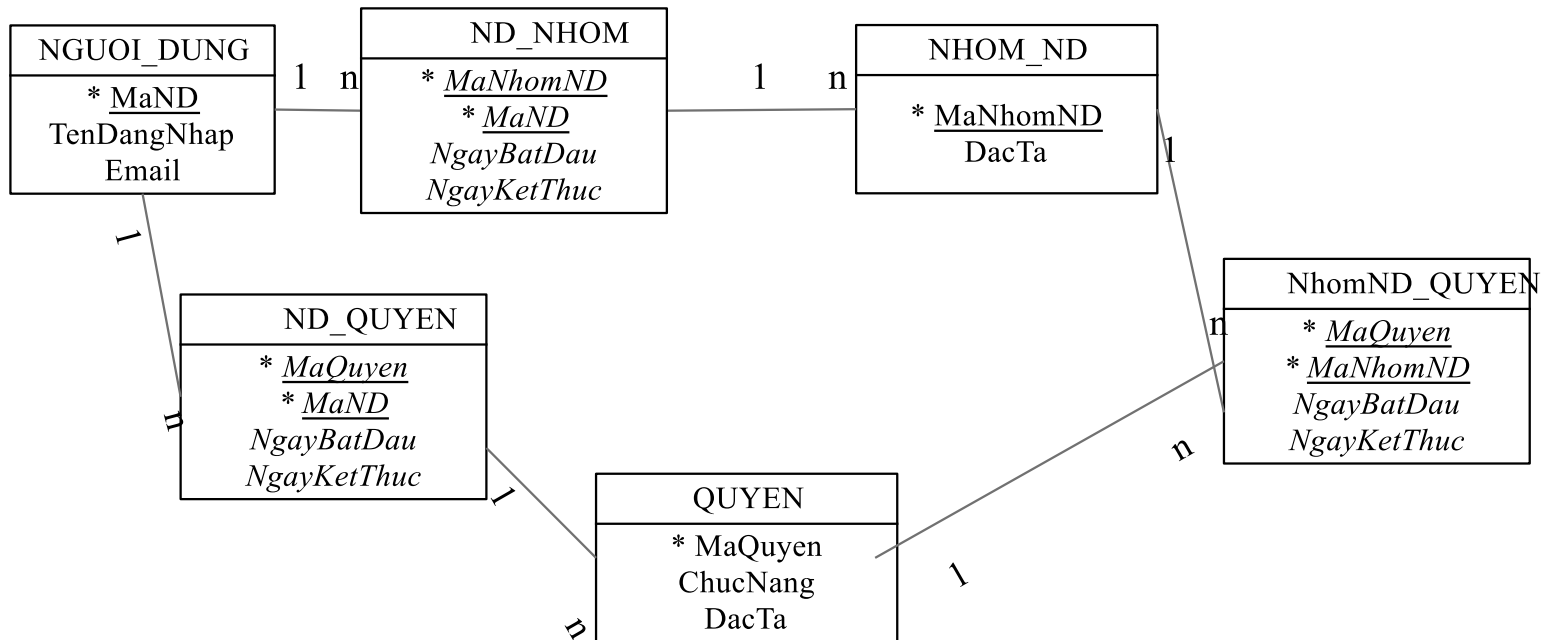 NGUOI_DUNG
* MaND
TenDangNhap
Email
1
n
ND_NHOM
* MaNhomND
* MaND
NgayBatDau
NgayKetThuc
1
n
NHOM_ND
* MaNhomND
DacTa
1
n
1
n
ND_QUYEN
* MaQuyen
* MaND
NgayBatDau
NgayKetThuc
1
n
QUYEN
* MaQuyen
ChucNang
DacTa
1
n
NhomND_QUYEN
* MaQuyen
* MaNhomND
NgayBatDau
NgayKetThuc